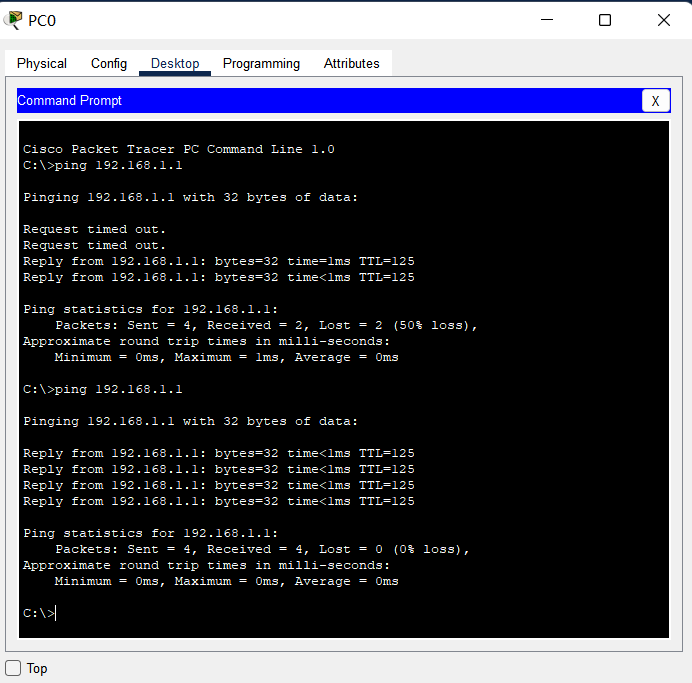 PC0
Physical Config Desktop Programming Attributes
Command Prompt X
Cisco Packet Tracer PC Command Line 1.0
C:\>ping 192.168.1.1
Pinging 192.168.1.1 with 32 bytes of data:
Request timed out.
Request timed out.
Reply from 192.168.1.1: bytes=32 time=1ms TTL=125
Reply from 192.168.1.1: bytes=32 time<1ms TTL=125
Ping statistics for 192.168.1.1:
    Packets: Sent = 4, Received = 2, Lost = 2 (50% loss),
Approximate round trip times in milli-seconds:
    Minimum = 0ms, Maximum = 1ms, Average = 0ms
C:\>ping 192.168.1.1
Pinging 192.168.1.1 with 32 bytes of data:
Reply from 192.168.1.1: bytes=32 time<1ms TTL=125
Reply from 192.168.1.1: bytes=32 time<1ms TTL=125
Reply from 192.168.1.1: bytes=32 time<1ms TTL=125
Reply from 192.168.1.1: bytes=32 time<1ms TTL=125
Ping statistics for 192.168.1.1:
    Packets: Sent = 4, Received = 4, Lost = 0 (0% loss),
Approximate round trip times in milli-seconds:
    Minimum = 0ms, Maximum = 0ms, Average = 0ms
C:\>
Top